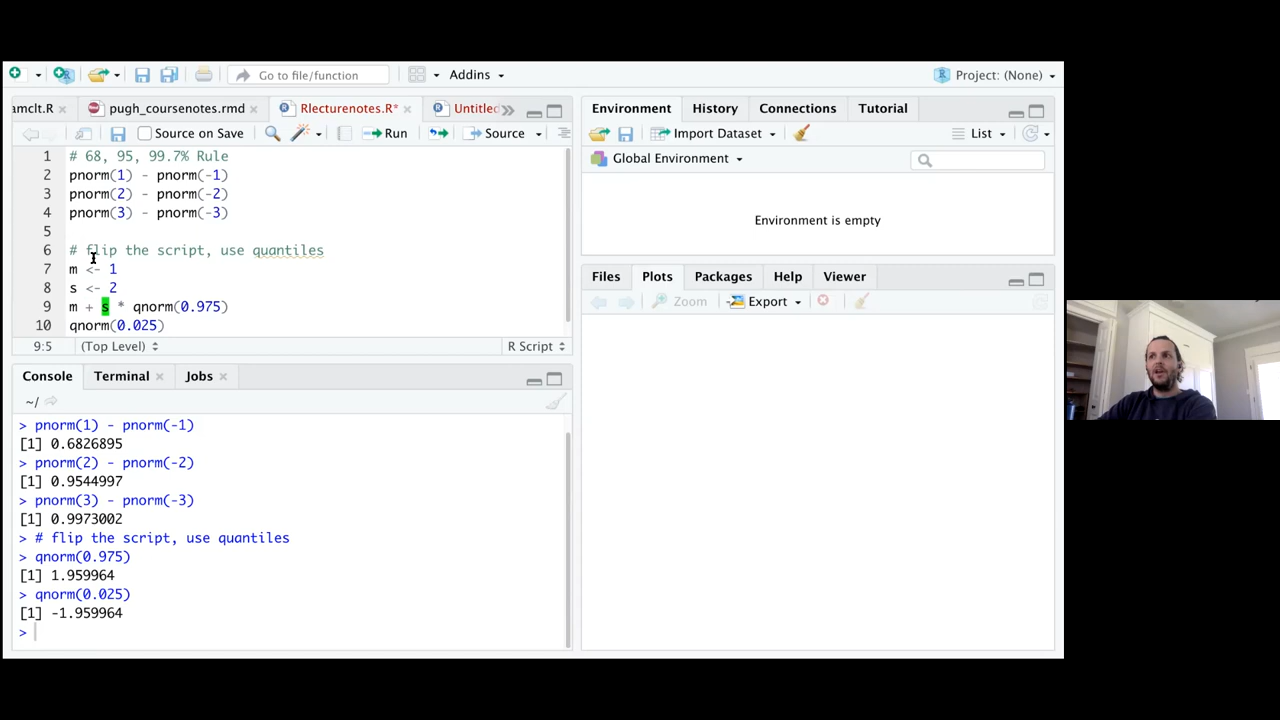 Go to file/function
Addins
Project: (None)
amclt.R
pugh_coursenotes.rmd
Rlecturenotes.R*
Untitled
Source on Save
Run
Source
1 # 68, 95, 99.7% Rule
2 pnorm(1) - pnorm(-1)
3 pnorm(2) - pnorm(-2)
4 pnorm(3) - pnorm(-3)
5
6 # flip the script, use quantiles
7 m <- 1
8 s <- 2
9 m + s * qnorm(0.975)
10 qnorm(0.025)
9:5 (Top Level) R Script
Console Terminal Jobs
~/
> pnorm(1) - pnorm(-1)
[1] 0.6826895
> pnorm(2) - pnorm(-2)
[1] 0.9544997
> pnorm(3) - pnorm(-3)
[1] 0.9973002
> # flip the script, use quantiles
> qnorm(0.975)
[1] 1.959964
> qnorm(0.025)
[1] -1.959964
>
Environment History Connections Tutorial
Import Dataset
List
Global Environment
Environment is empty
Files Plots Packages Help Viewer
Zoom Export